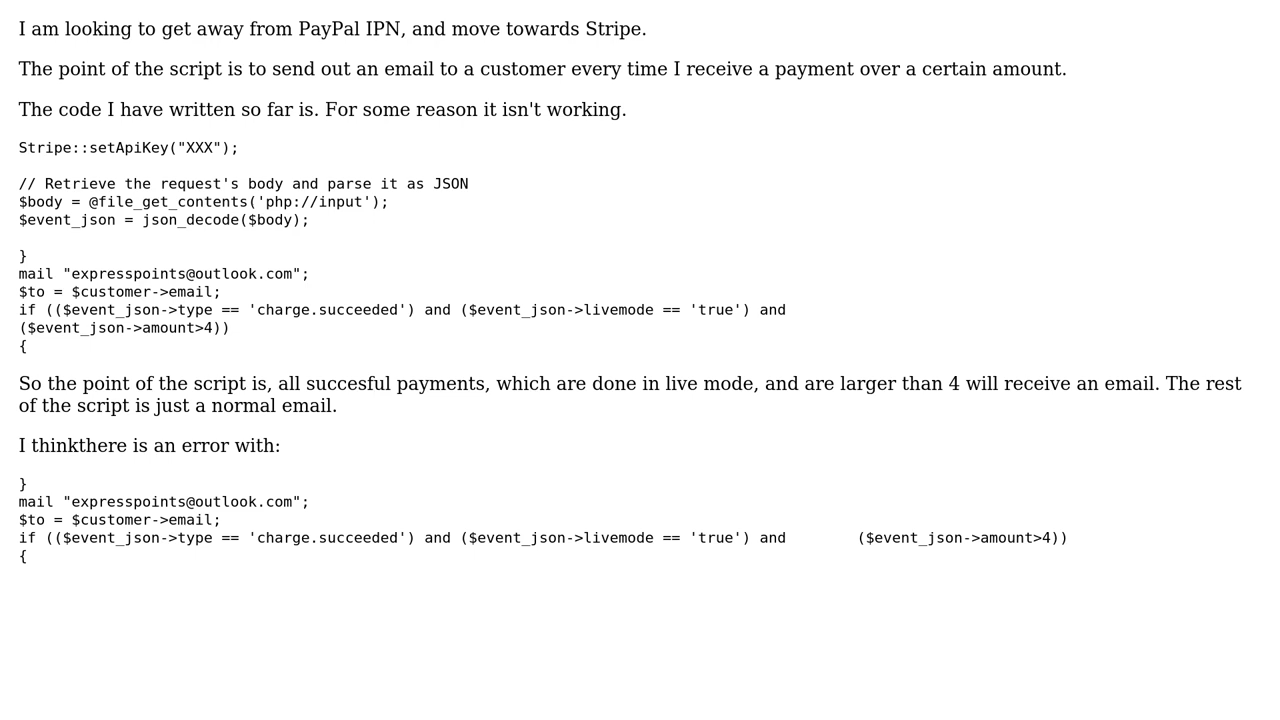 I am looking to get away from PayPal IPN, and move towards Stripe.
The point of the script is to send out an email to a customer every time I receive a payment over a certain amount.
The code I have written so far is. For some reason it isn't working.
Stripe::setApiKey("XXX");
// Retrieve the request's body and parse it as JSON
$body = @file_get_contents('php://input');
$event_json = json_decode($body);
}
mail "expresspoints@outlook.com";
$to = $customer->email;
if (($event_json->type == 'charge.succeeded') and ($event_json->livemode == 'true') and
($event_json->amount>4))
{
So the point of the script is, all succesful payments, which are done in live mode, and are larger than 4 will receive an email. The rest
of the script is just a normal email.
I thinkthere is an error with:
}
mail "expresspoints@outlook.com";
$to = $customer->email;
if (($event_json->type == 'charge.succeeded') and ($event_json->livemode == 'true') and        ($event_json->amount>4))
{